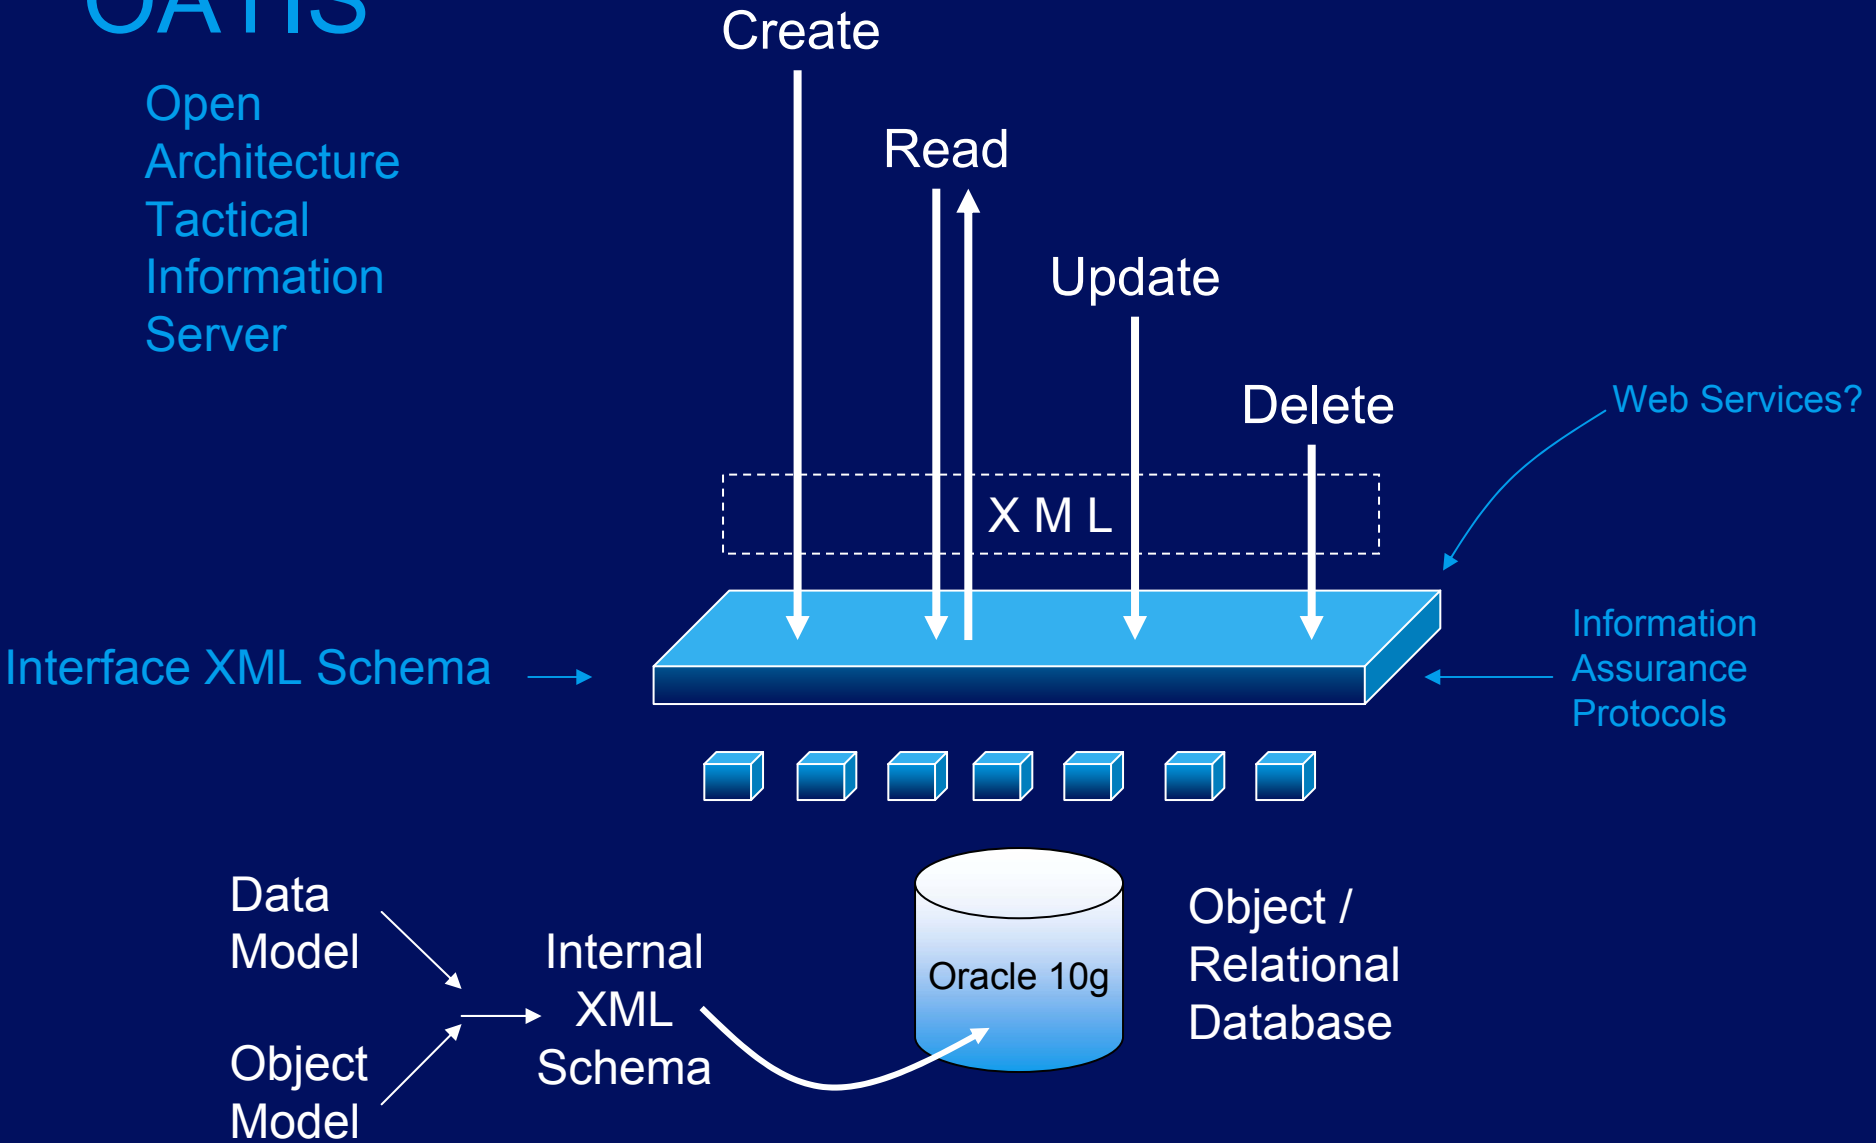 OATIS
Open
Architecture
Tactical
Information
Server
Create
Read
Update
Delete
Web Services?
X M L
Interface XML Schema
Information
Assurance
Protocols
Data
Model
Object
Model
Internal
XML
Schema
Oracle 10g
Object /
Relational
Database